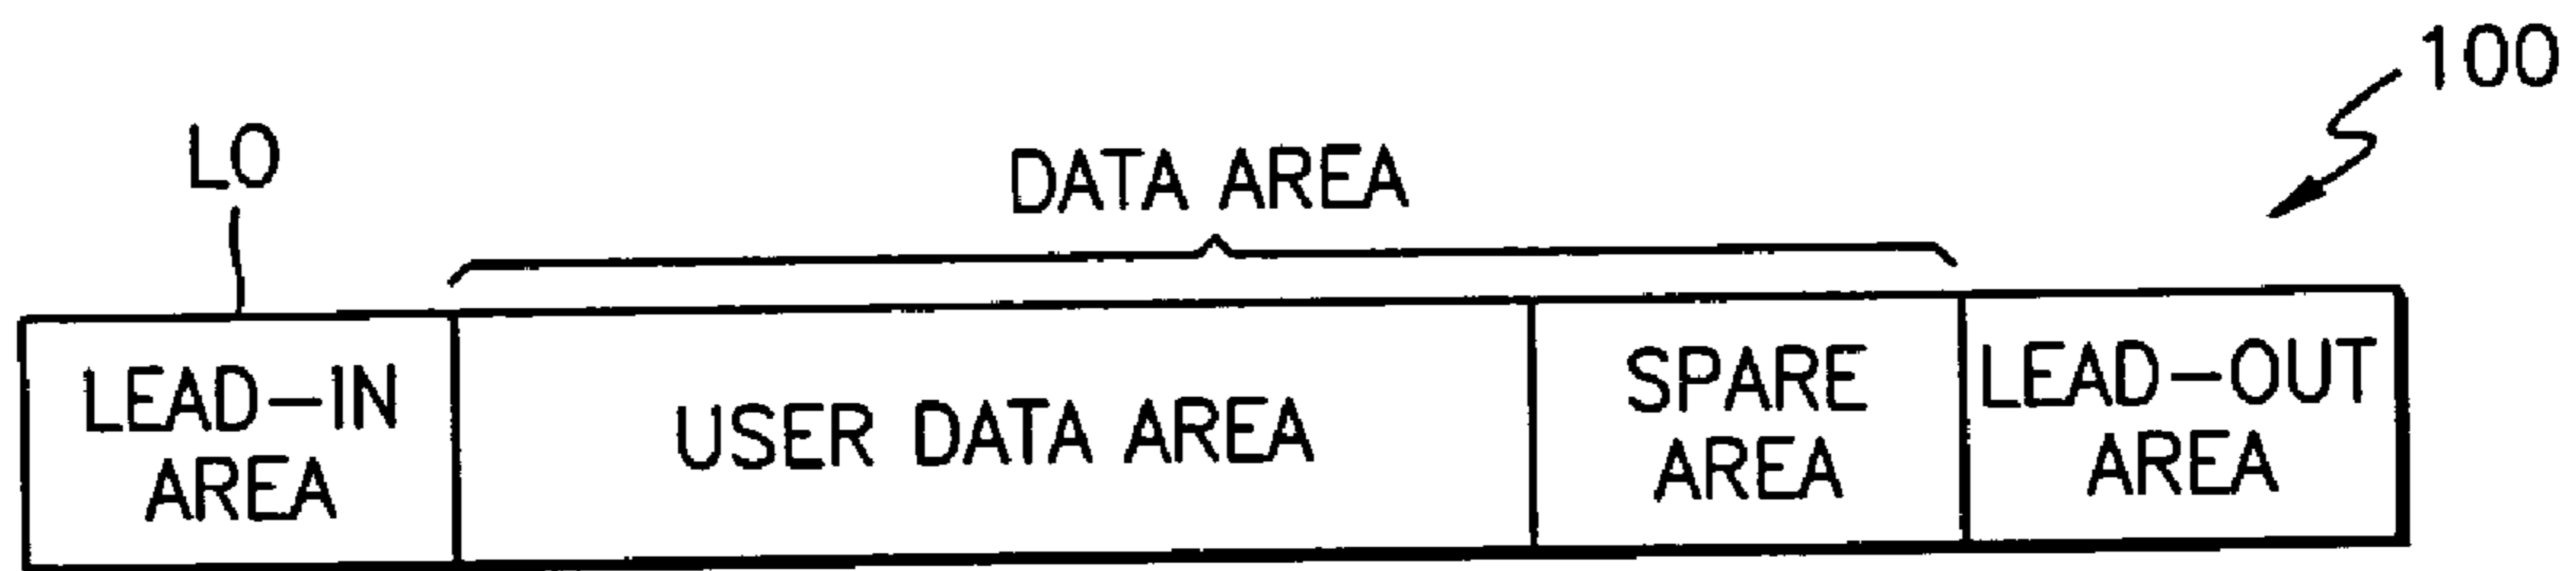 100
LO
DATA AREA
LEAD-IN
AREA
USER DATA AREA
SPARE
AREA
LEAD-OUT
AREA